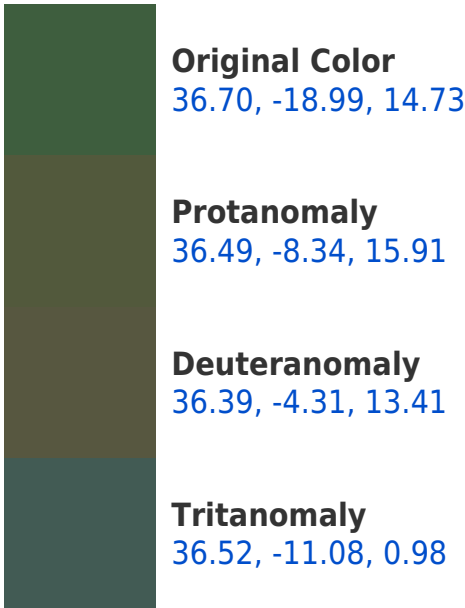 Original Color
36.70, -18.99, 14.73
Protanomaly
36.49, -8.34, 15.91
Deuteranomaly
36.39, -4.31, 13.41
Tritanomaly
36.52, -11.08, 0.98